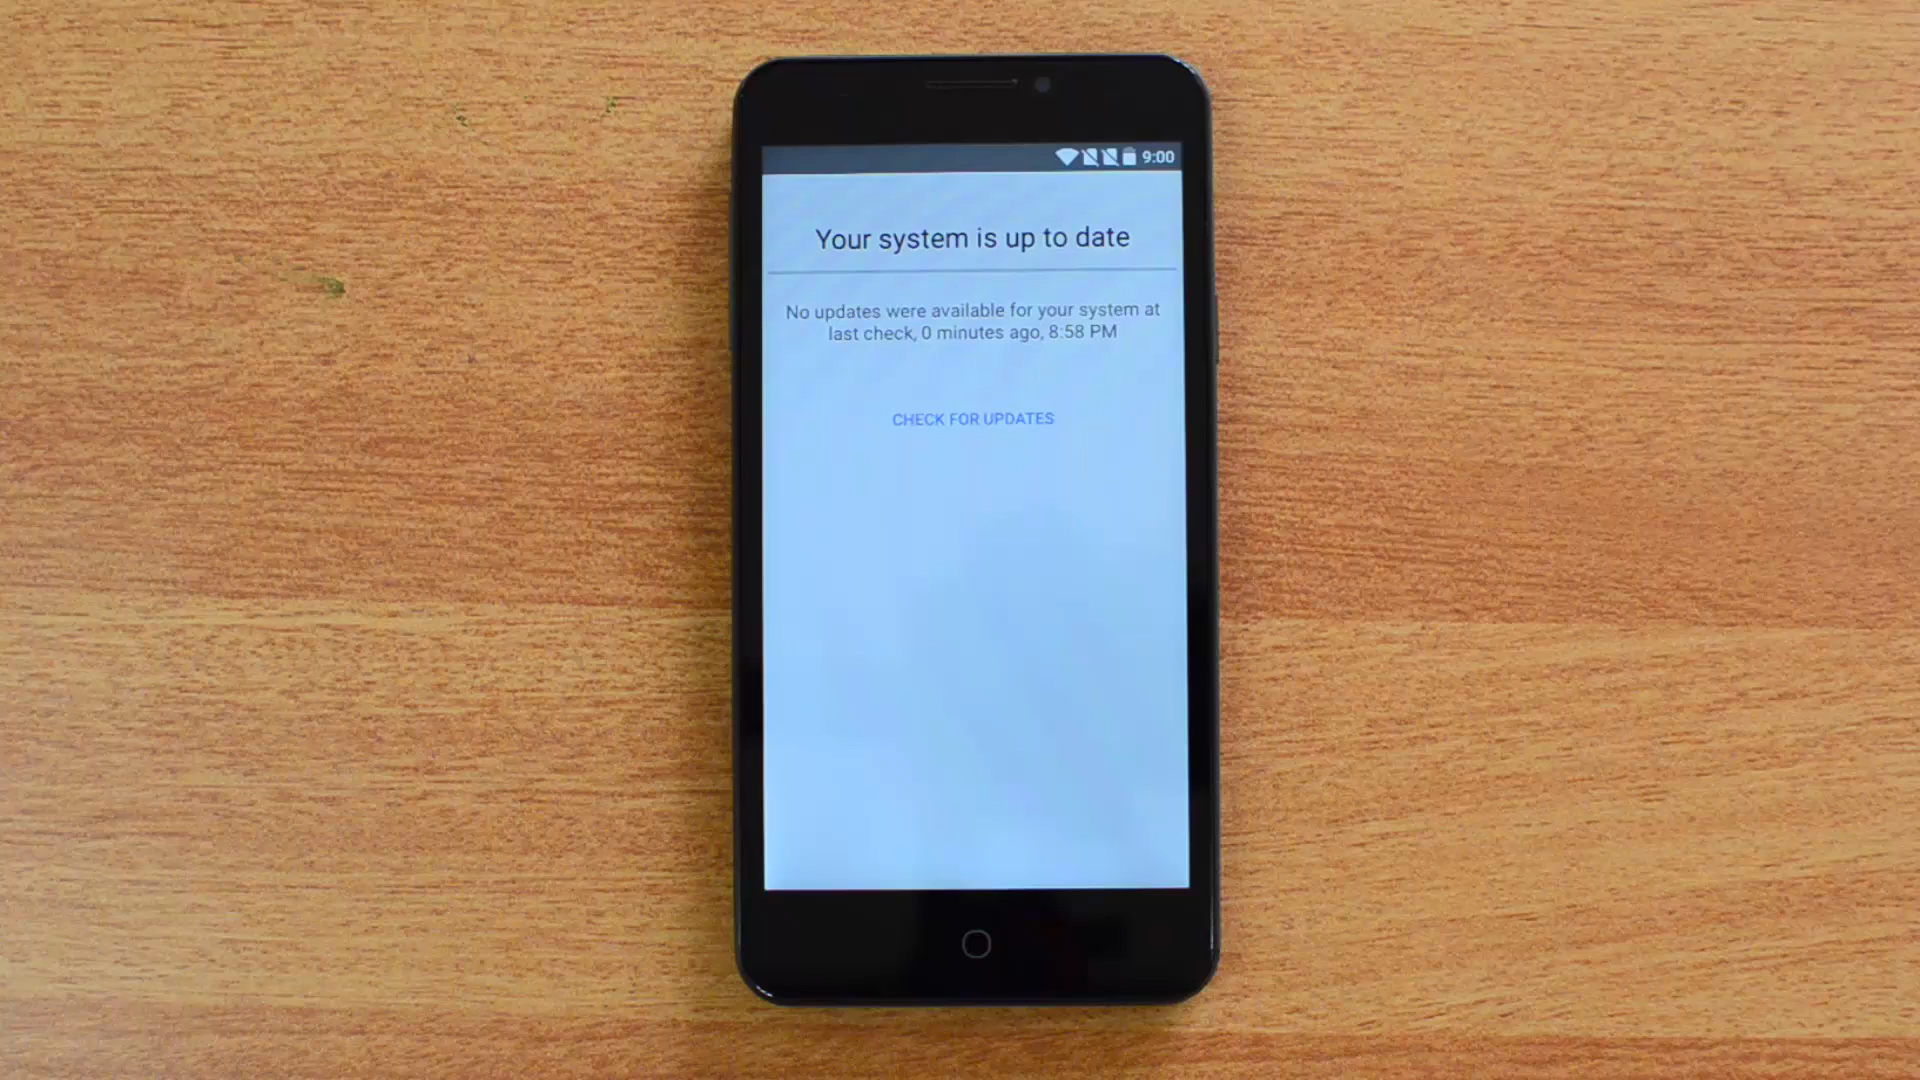 9:00
Your system is up to date
No updates were available for your system at
last check, 0 minutes ago, 8:58 PM
CHECK FOR UPDATES